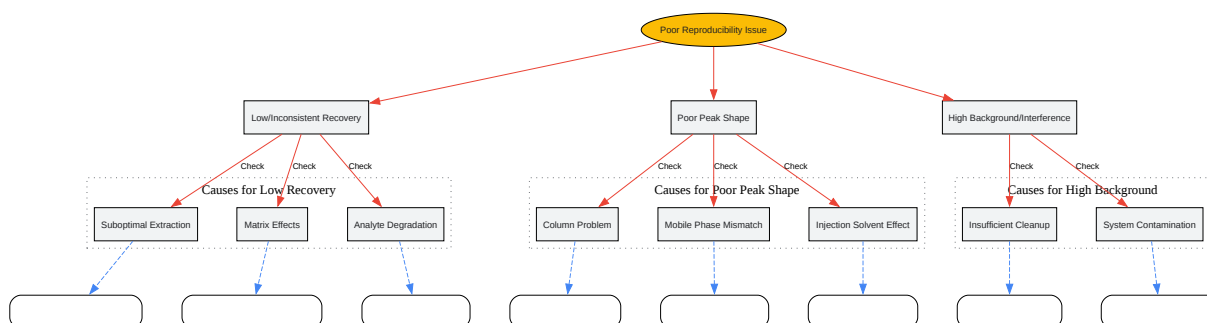 Poor Reproducibility Issue
Low/Inconsistent Recovery
Poor Peak Shape
High Background/Interference
Check
Check
Check
Check
Check
Check
Check
Check
Causes for Low Recovery
Causes for Poor Peak Shape
Causes for High Background
Suboptimal Extraction
Matrix Effects
Analyte Degradation
Column Problem
Mobile Phase Mismatch
Injection Solvent Effect
Insufficient Cleanup
System Contamination